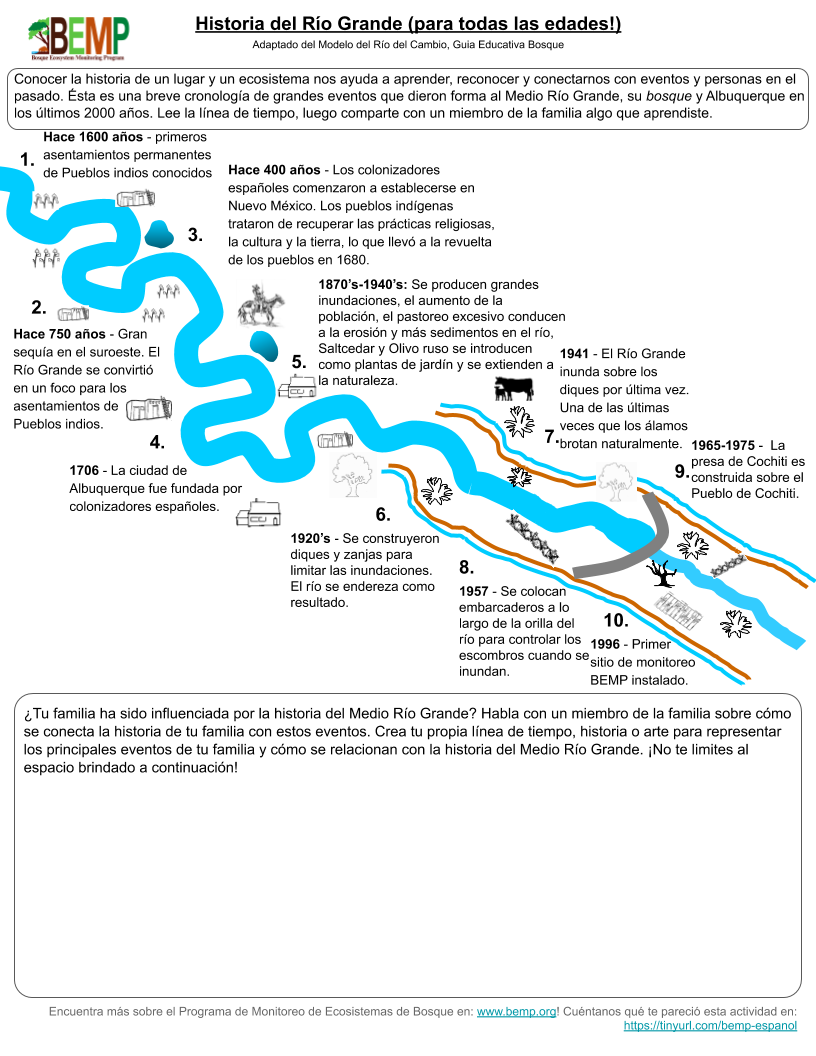 BEMP
Bosque Ecosystem Monitoring Program
Historia del Río Grande (para todas las edades!)
Adaptado del Modelo del Río del Cambio, Guia Educativa Bosque
Conocer la historia de un lugar y un ecosistema nos ayuda a aprender, reconocer y conectarnos con eventos y personas en el
pasado. Ésta es una breve cronología de grandes eventos que dieron forma al Medio Río Grande, su bosque y Albuquerque en
los últimos 2000 años. Lee la línea de tiempo, luego comparte con un miembro de la familia algo que aprendiste.
1.
Hace 1600 años - primeros
asentamientos permanentes
de Pueblos indios conocidos
2.
Hace 750 años - Gran
sequía en el suroeste. El
Río Grande se convirtió
en un foco para los
asentamientos de
Pueblos indios.
3.
Hace 400 años - Los colonizadores
españoles comenzaron a establecerse en
Nuevo México. Los pueblos indígenas
trataron de recuperar las prácticas religiosas,
la cultura y la tierra, lo que llevó a la revuelta
de los pueblos en 1680.
4.
1706 - La ciudad de
Albuquerque fue fundada por
colonizadores españoles.
5.
1870’s-1940’s: Se producen grandes
inundaciones, el aumento de la
población, el pastoreo excesivo conducen
a la erosión y más sedimentos en el río,
Saltcedar y Olivo ruso se introducen
como plantas de jardín y se extienden a
la naturaleza.
6.
1920’s - Se construyeron
diques y zanjas para
limitar las inundaciones.
El río se endereza como
resultado.
7.
1941 - El Río Grande
inunda sobre los
diques por última vez.
Una de las últimas
veces que los álamos
brotan naturalmente.
8.
1957 - Se colocan
embarcaderos a lo
largo de la orilla del
río para controlar los
escombros cuando se
inundan.
9.
1965-1975 - La
presa de Cochiti es
construida sobre el
Pueblo de Cochiti.
10.
1996 - Primer
sitio de monitoreo
BEMP instalado.
¿Tu familia ha sido influenciada por la historia del Medio Río Grande? Habla con un miembro de la familia sobre cómo
se conecta la historia de tu familia con estos eventos. Crea tu propia línea de tiempo, historia o arte para representar
los principales eventos de tu familia y cómo se relacionan con la historia del Medio Río Grande. ¡No te limites al
espacio brindado a continuación!
Encuentra más sobre el Programa de Monitoreo de Ecosistemas de Bosque en: www.bemp.org! Cuéntanos qué te pareció esta actividad en:
https://tinyurl.com/bemp-espanol